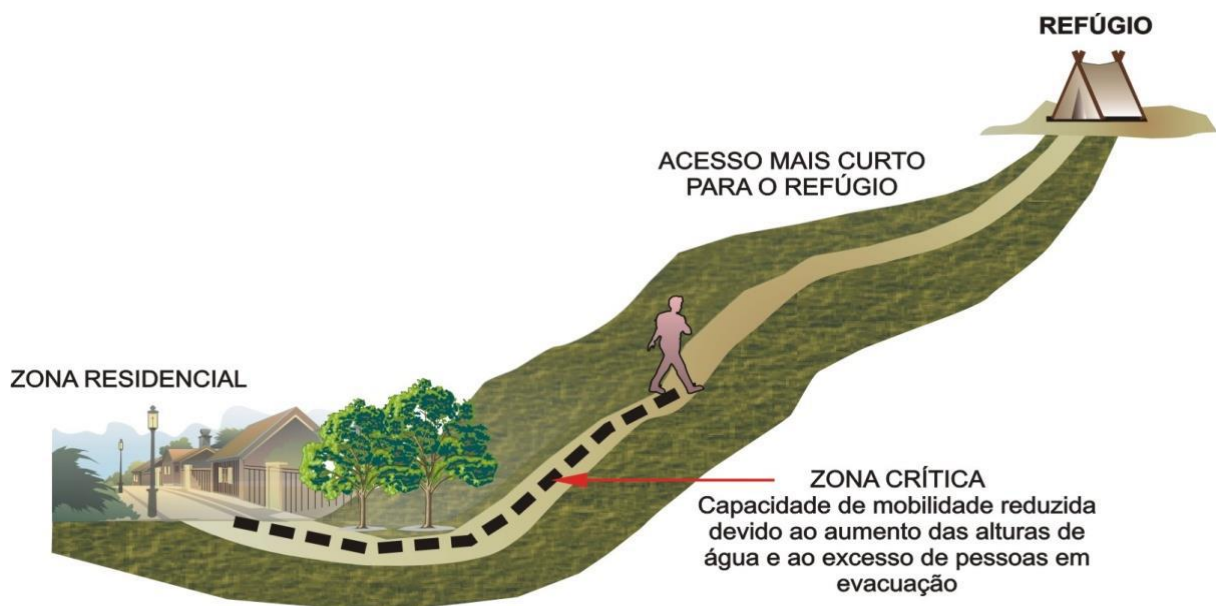 REFÚGIO
ACESSO MAIS CURTO
PARA O REFÚGIO
ZONA RESIDENCIAL
ZONA CRÍTICA
Capacidade de mobilidade reduzida
devido ao aumento das alturas de
água e ao excesso de pessoas em
evacuação